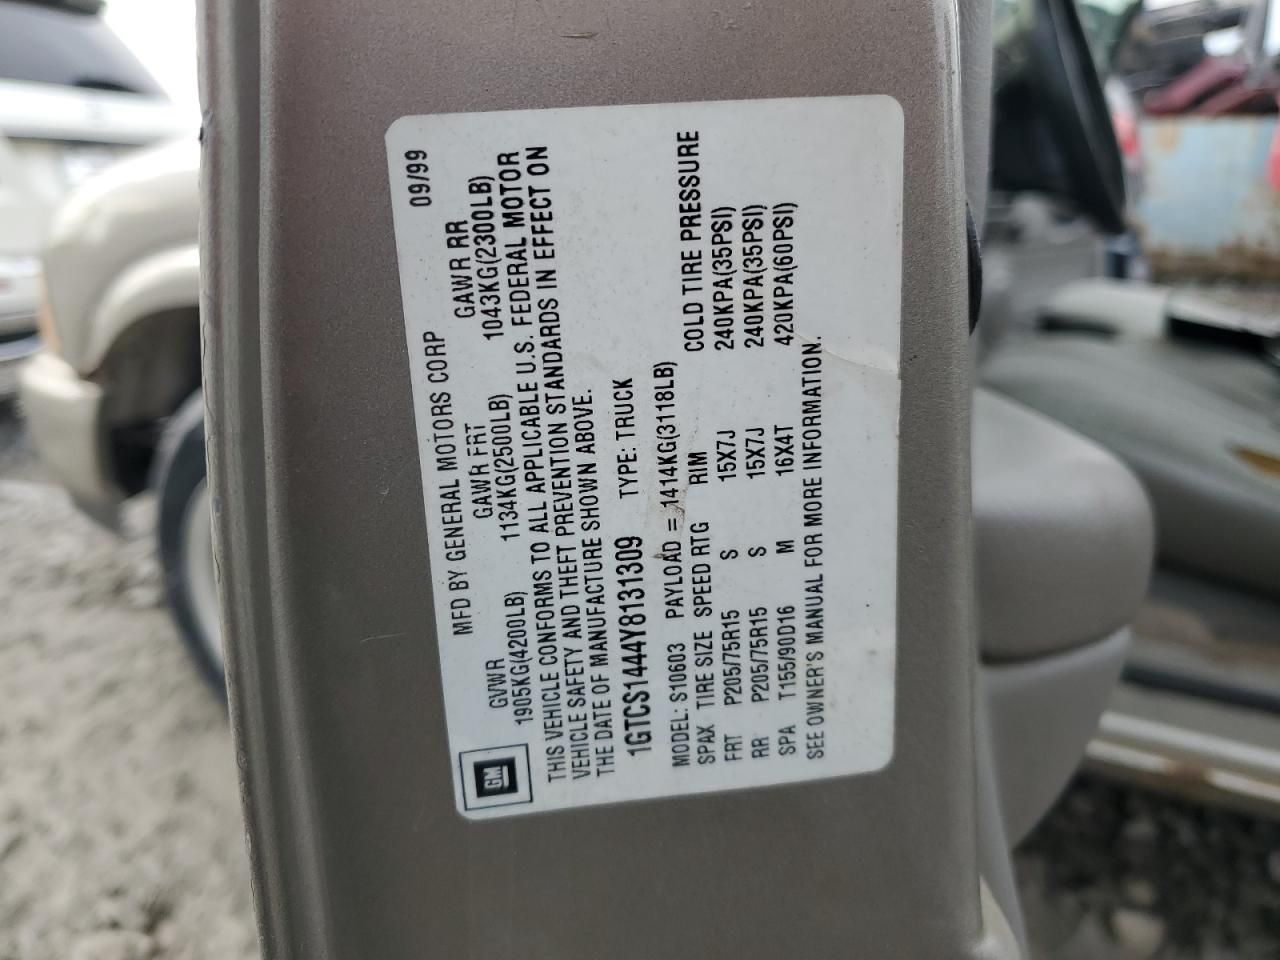 MFD BY GENERAL MOTORS CORP 09/99
GVWR GAWR FRT GAWR RR
1905KG(4200LB) 1134KG(2500LB) 1043KG(2300LB)
THIS VEHICLE CONFORMS TO ALL APPLICABLE U.S. FEDERAL MOTOR
VEHICLE SAFETY AND THEFT PREVENTION STANDARDS IN EFFECT ON
THE DATE OF MANUFACTURE SHOWN ABOVE.
1GTCS1444Y8131309 TYPE: TRUCK
MODEL: S10603 PAYLOAD = 1414KG(3118LB)
SPAX TIRE SIZE SPEED RTG RIM COLD TIRE PRESSURE
FRT P205/75R15 S 15X7J 240KPA(35PSI)
RR P205/75R15 S 15X7J 240KPA(35PSI)
SPA T155/90D16 M 16X4T 420KPA(60PSI)
SEE OWNER'S MANUAL FOR MORE INFORMATION.
GM